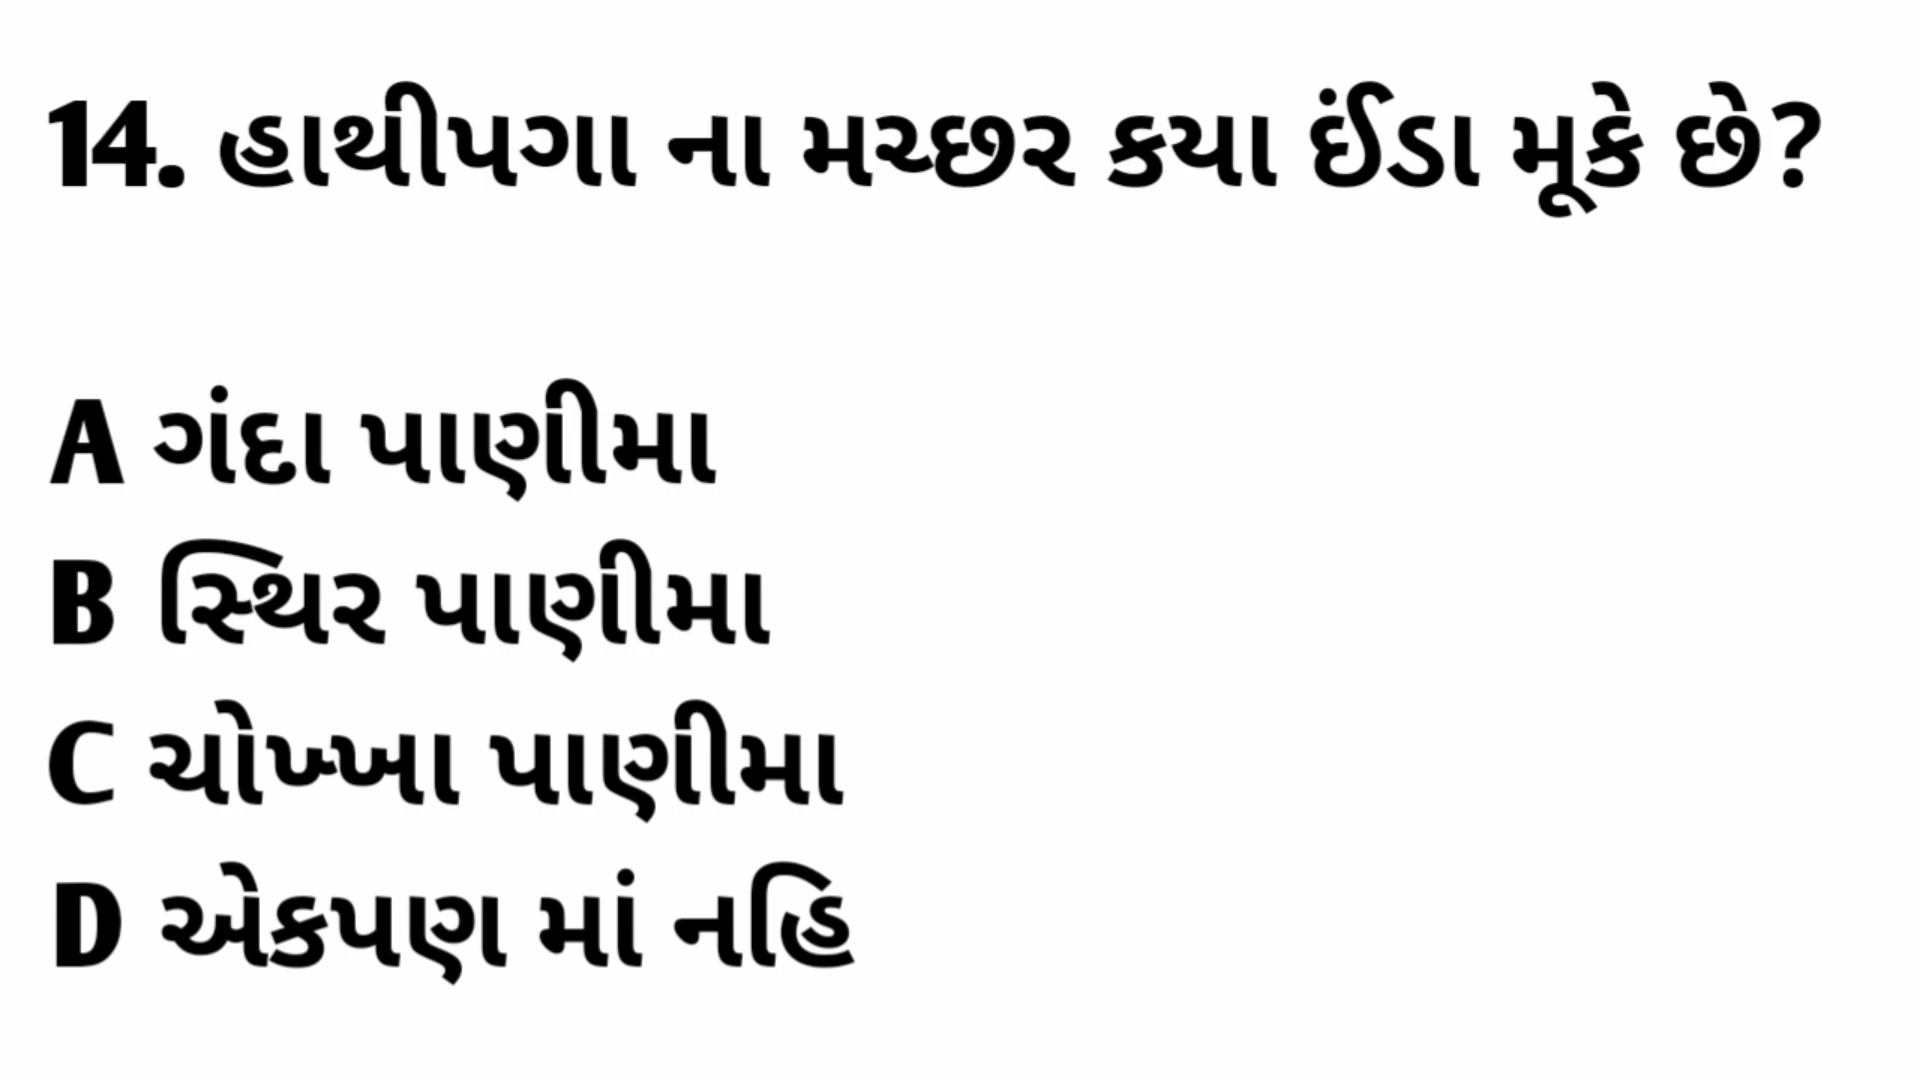 14. હાથીપગા ના મચ્છર કયા ઈંડા મૂકે છે?
A ગંદા પાણીમા
B સ્થિર પાણીમા
C ચોખ્ખા પાણીમા
D એકપણ માં નહિ